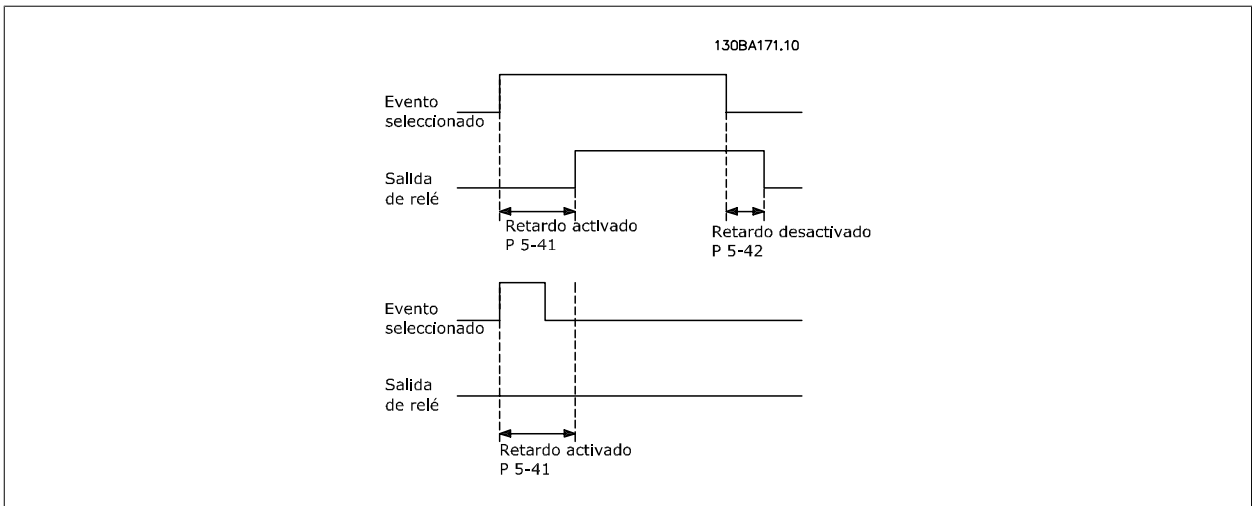 130BA171.10
Evento
seleccionado
Salida
de relé
Retardo activado
P 5-41
Retardo desactivado
P 5-42
Evento
seleccionado
Salida
de relé
Retardo activado
P 5-41